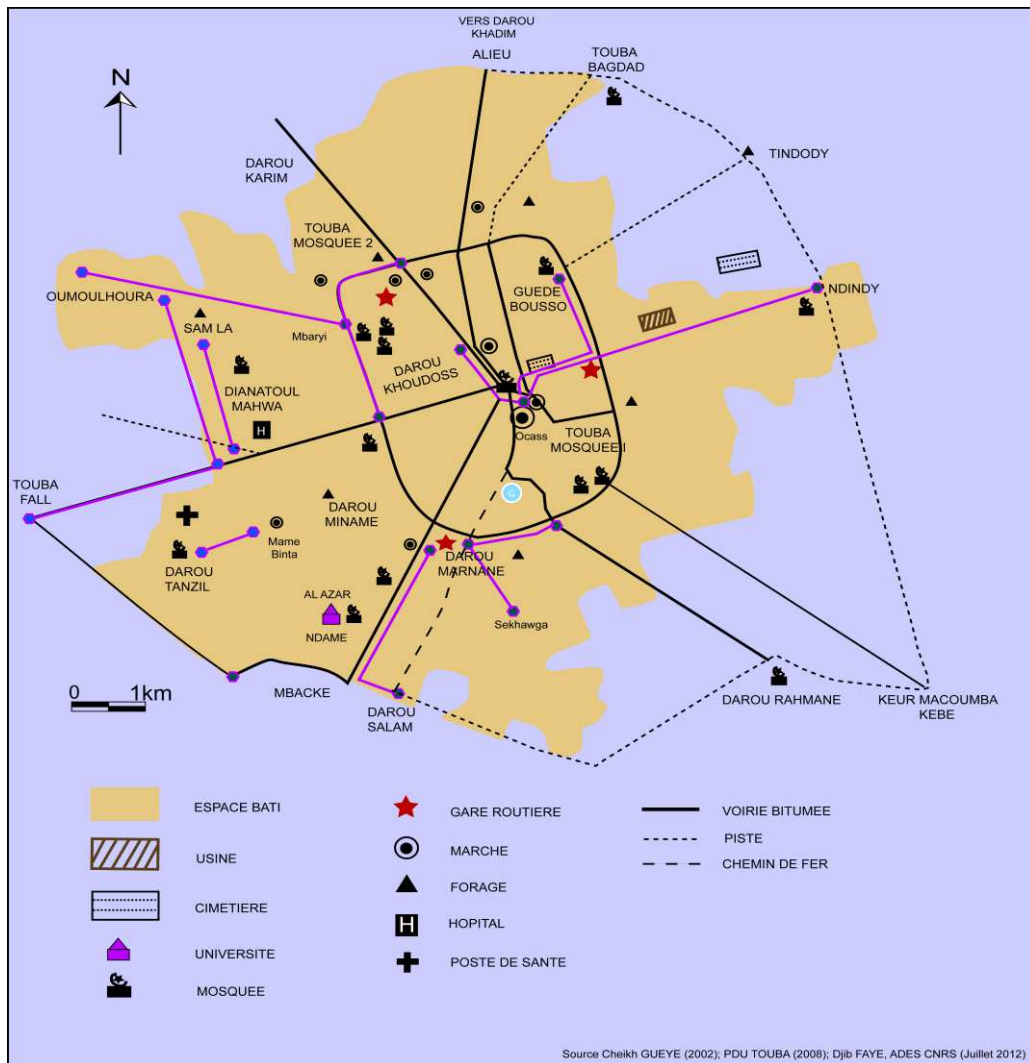 VERS DAROU
KHADIM
ALIEU
TOUBA
BAGDAD
N
TINDODY
DAROU
KARIM
TOUBA
MOSQUEE 2
GUEDE
BOUSSO
NDINDY
OUMOULHOURA
SAM LA
Mbaryi
DIANATOUL
MAHWA
H
DAROU
KHOUDOSS
Ocass
TOUBA
MOSQUEE I
TOUBA
FALL
G
DAROU
MINAME
Mame
Binta
DAROU
TANZIL
DAROU
MARNANE
AL AZAR
NDAME
Sekhawga
0 1km
MBACKE
DAROU
SALAM
DAROU RAHMANE
KEUR MACOUMBA
KEBE
ESPACE BATI
USINE
CIMETIERE
UNIVERSITE
MOSQUEE
GARE ROUTIERE
MARCHE
FORAGE
H
HOPITAL
POSTE DE SANTE
VOIRIE BITUMEE
PISTE
CHEMIN DE FER
Source Cheikh GUEYE (2002); PDU TOUBA (2008); Djib FAYE, ADES CNRS (Juillet 2012)